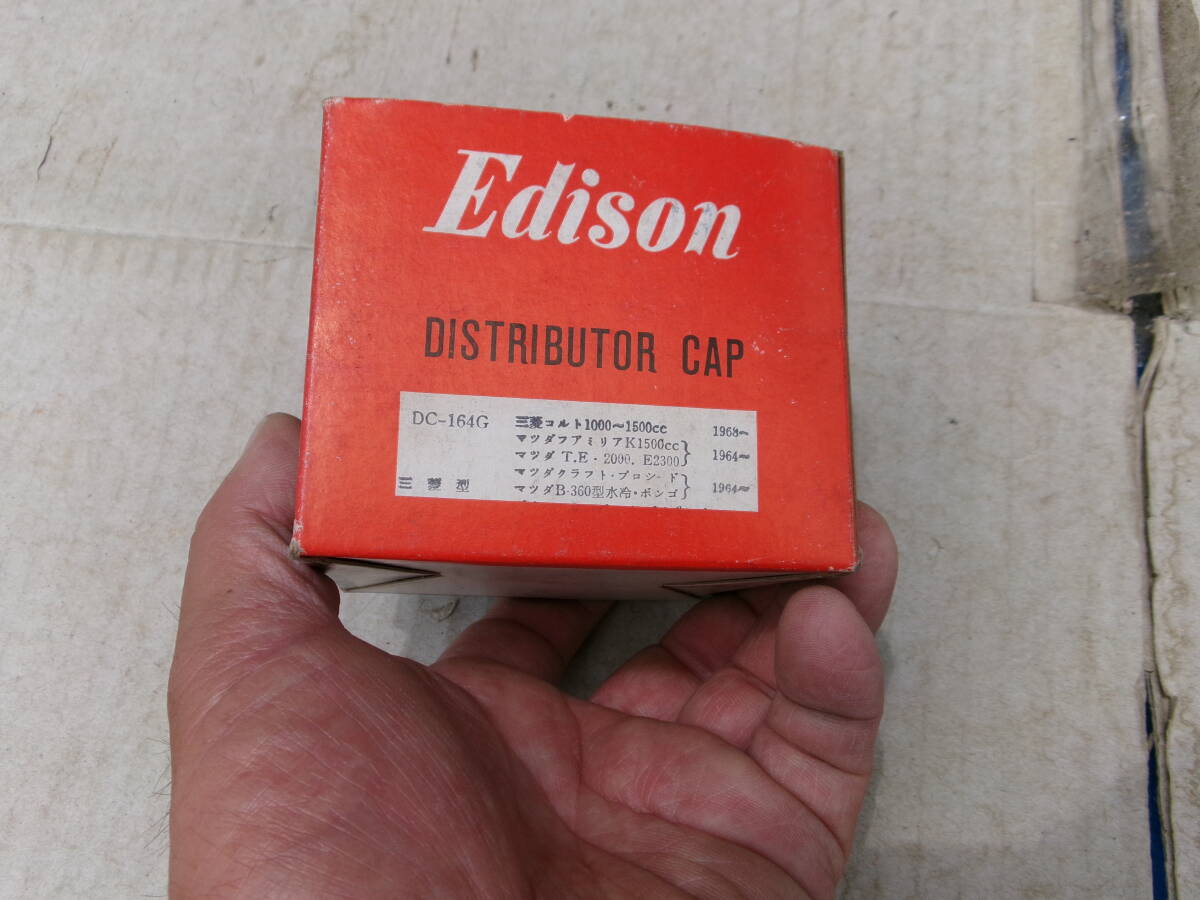 Edison
DISTRIBUTOR CAP
DC-164G 三菱コルト1000〜1500cc 1968〜
マツダフアミリアK1500cc
マツダ T.E・2000. E2300 } 1964〜
マツダクラフト・プロシード
三菱型 マツダB・360型水冷・ボンゴ } 1964〜